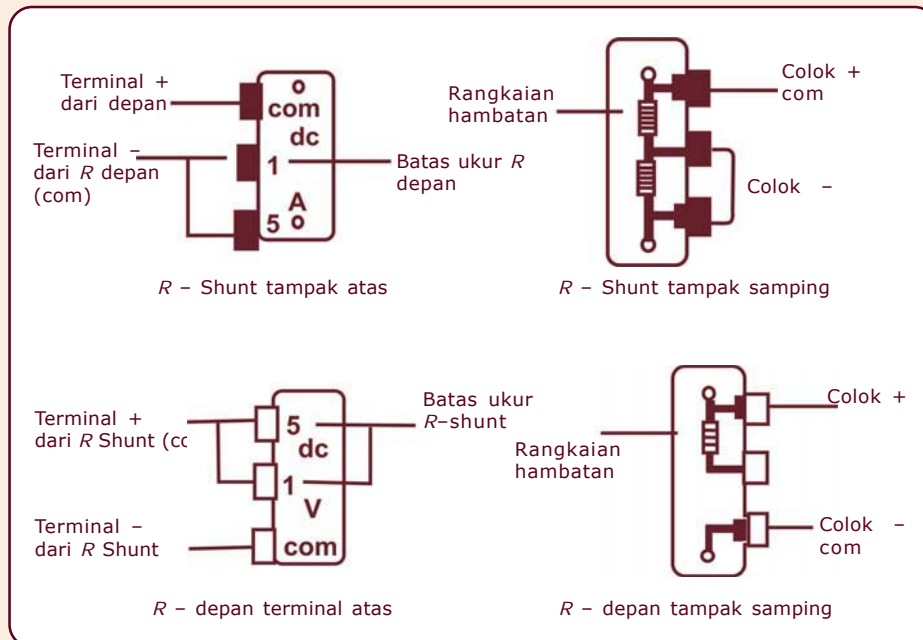 Terminal +
dari depan
Terminal –
dari R depan
(com)
com
dc
1
A
5
Batas ukur R
depan
R – Shunt tampak atas
Rangkaian
hambatan
Colok +
com
Colok –
R – Shunt tampak samping
Terminal +
dari R Shunt (co
Terminal –
dari R Shunt
5
dc
1
V
com
Batas ukur
R–shunt
R – depan terminal atas
Rangkaian
hambatan
Colok +
Colok –
com
R – depan tampak samping